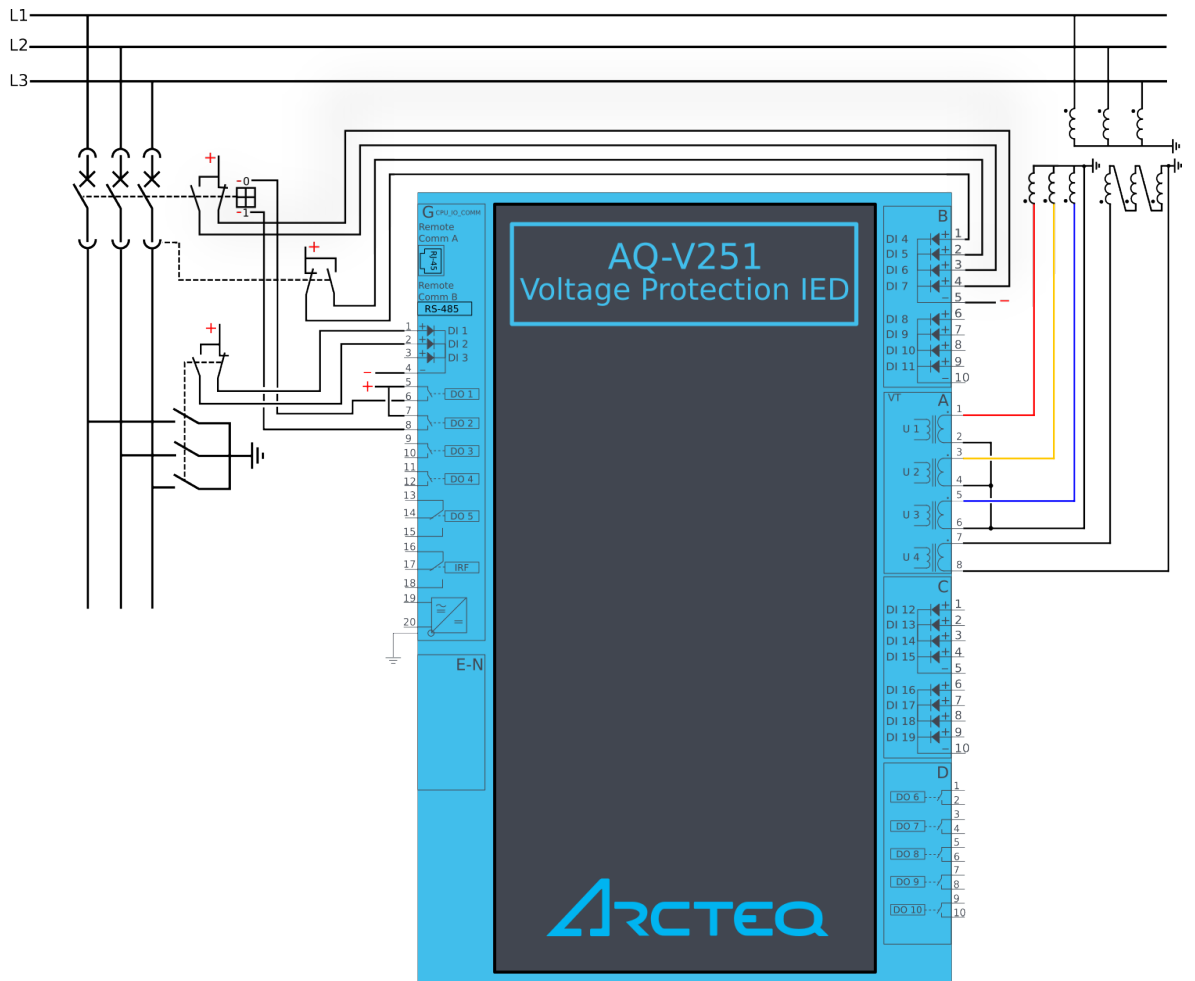 L1
L2
L3
+
-0
-1
+
+
G CPU_IO_COMM
Remote
Comm A
RJ-45
Remote
Comm B
RS-485
1 + DI 1
2 + DI 2
3 + DI 3
- 4 -
+ 5
6 DO 1
7
8 DO 2
9
10 DO 3
11
12 DO 4
13
14 DO 5
15
16
17 IRF
18
19
20
E-N
AQ-V251
Voltage Protection IED
ARCTEQ
B
DI 4 + 1
DI 5 + 2
DI 6 + 3
DI 7 + 4
- 5 -
DI 8 + 6
DI 9 + 7
DI 10 + 8
DI 11 + 9
- 10
VT A
1
U 1
2
3
U 2
4
5
U 3
6
7
U 4
8
C
DI 12 + 1
DI 13 + 2
DI 14 + 3
DI 15 + 4
- 5
DI 16 + 6
DI 17 + 7
DI 18 + 8
DI 19 + 9
- 10
D
1
DO 6 2
3
DO 7 4
5
DO 8 6
7
DO 9 8
9
DO 10 10